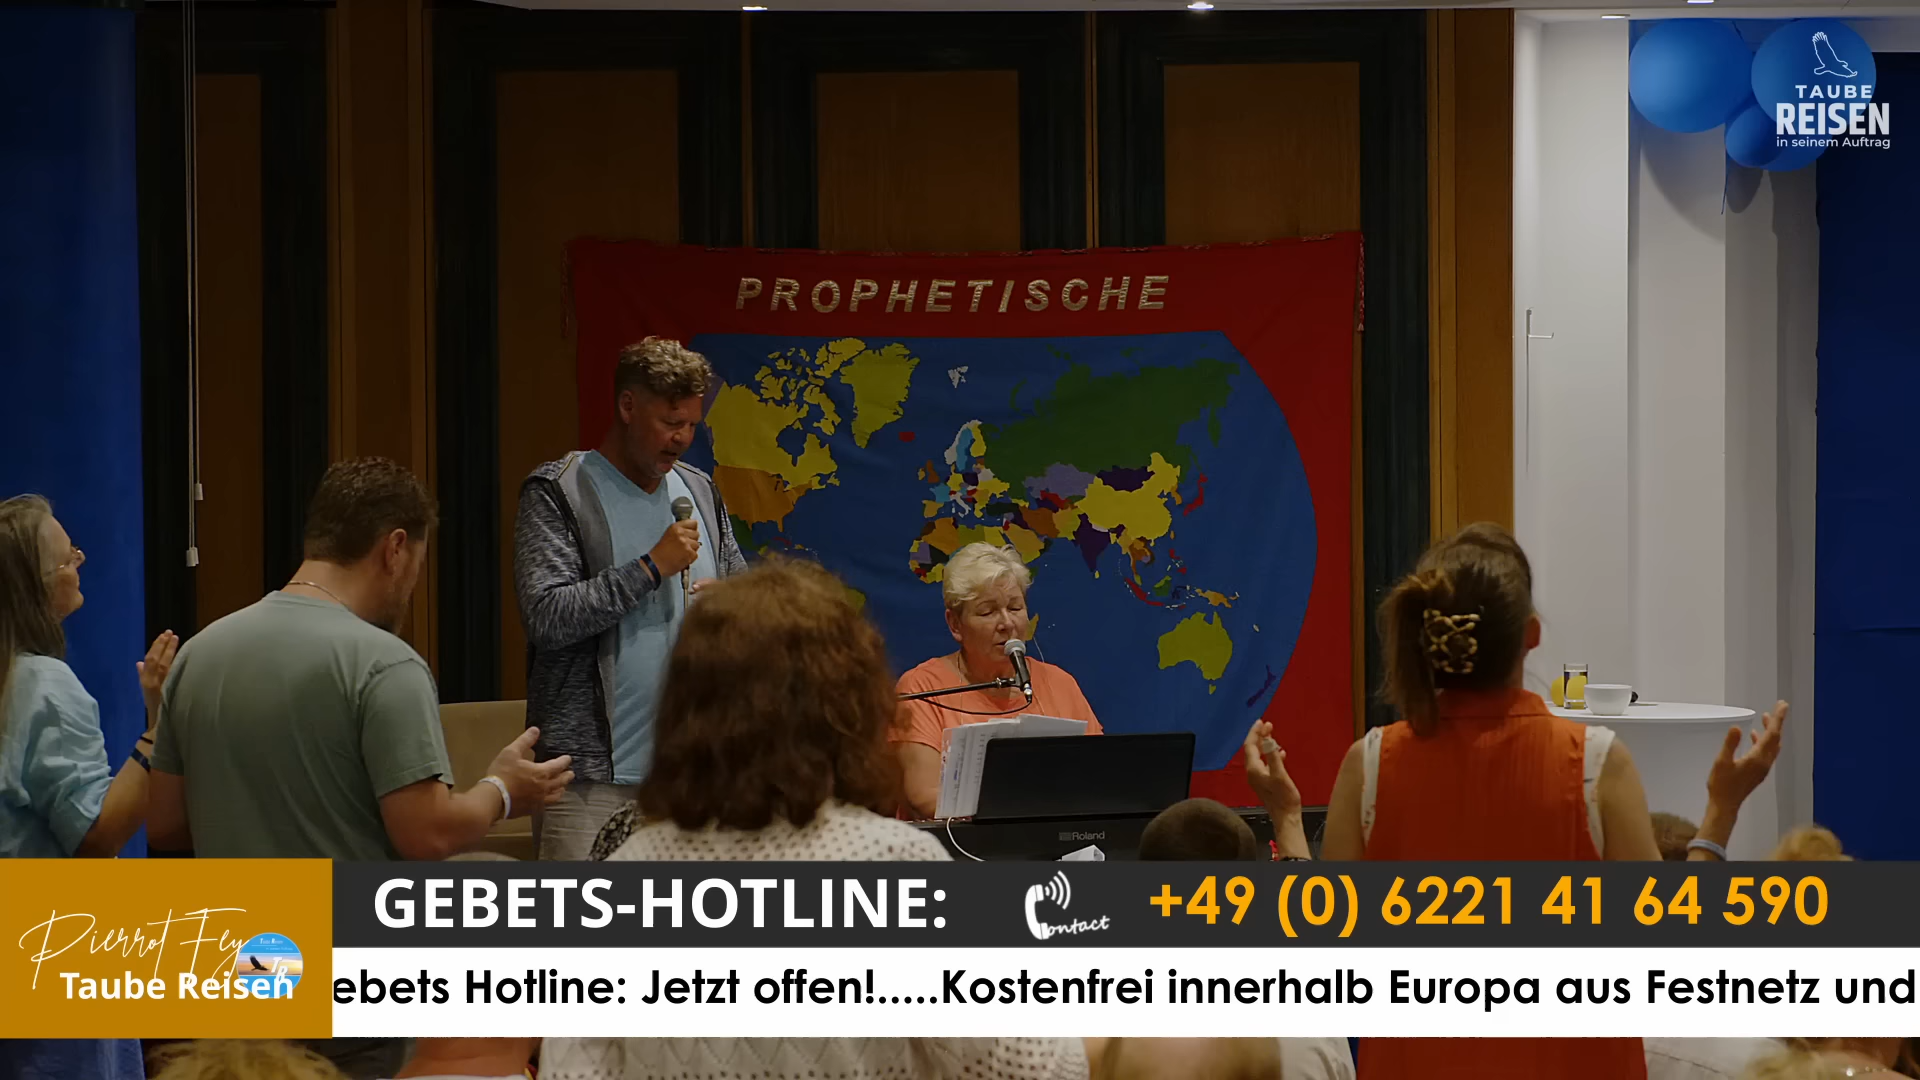 TAUBE
REISEN
in seinem Auftrag
PROPHETISCHE
Roland
GEBETS-HOTLINE:
Contact
+49 (0) 6221 41 64 590
Pierrot Fey
TR
Taube Reisen
ebets Hotline: Jetzt offen!.....Kostenfrei innerhalb Europa aus Festnetz und